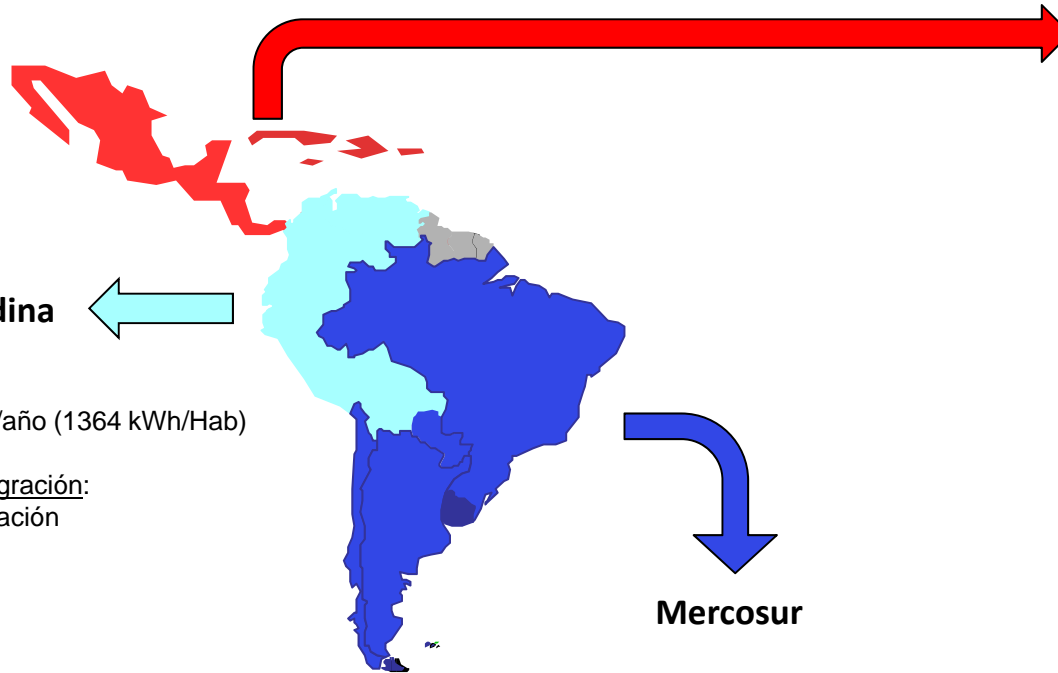 dina
/año (1364 kWh/Hab)
gración:
ación
Mercosur